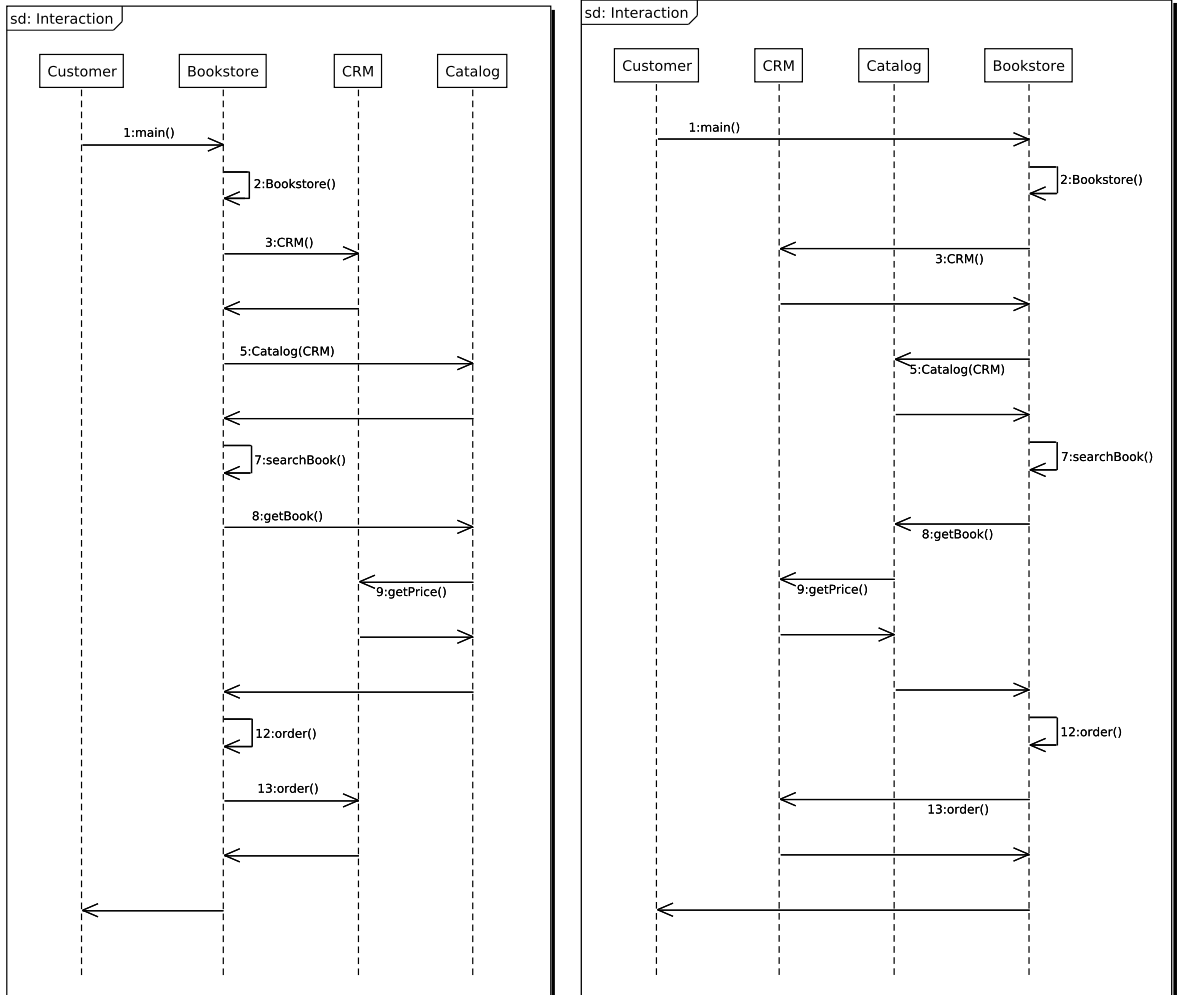 sd: Interaction
Customer
Bookstore
CRM
Catalog
1:main()
2:Bookstore()
3:CRM()
5:Catalog(CRM)
7:searchBook()
8:getBook()
9:getPrice()
12:order()
13:order()
sd: Interaction
Customer
CRM
Catalog
Bookstore
1:main()
2:Bookstore()
3:CRM()
5:Catalog(CRM)
7:searchBook()
8:getBook()
9:getPrice()
12:order()
13:order()